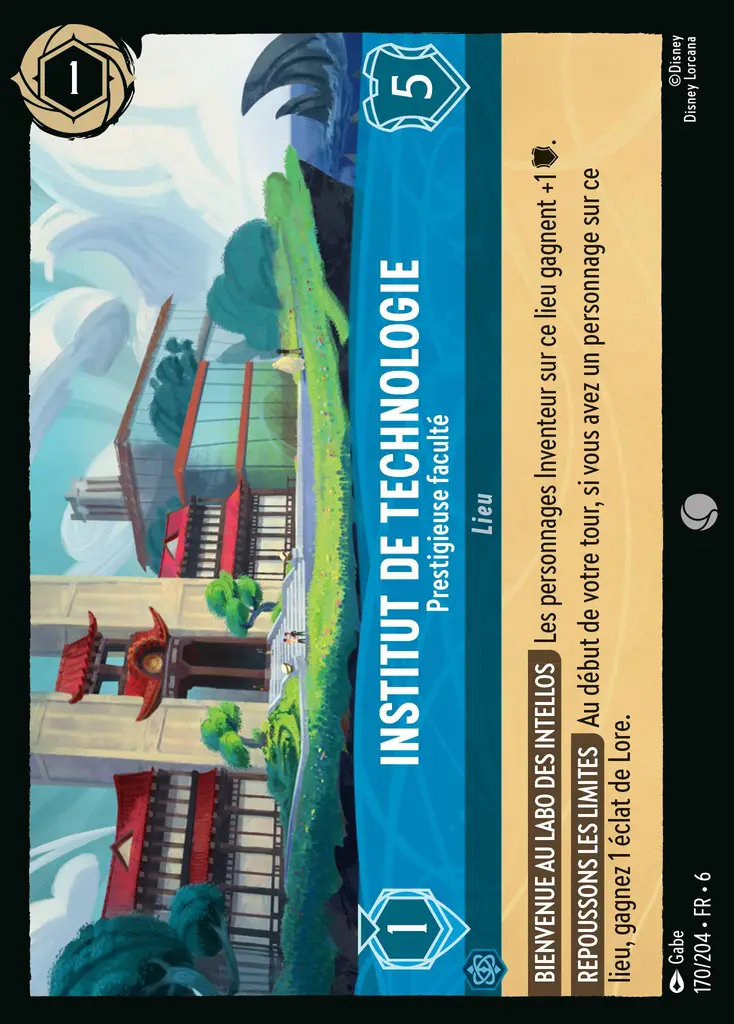 1
5
INSTITUT DE TECHNOLOGIE
Prestigieuse faculté
1
Lieu
BIENVENUE AU LABO DES INTELLOS Les personnages Inventeur sur ce lieu gagnent +1 .
REPOUSSONS LES LIMITES Au début de votre tour, si vous avez un personnage sur ce
lieu, gagnez 1 éclat de Lore.
Gabe
170/204 • FR • 6
©Disney
Disney Lorcana